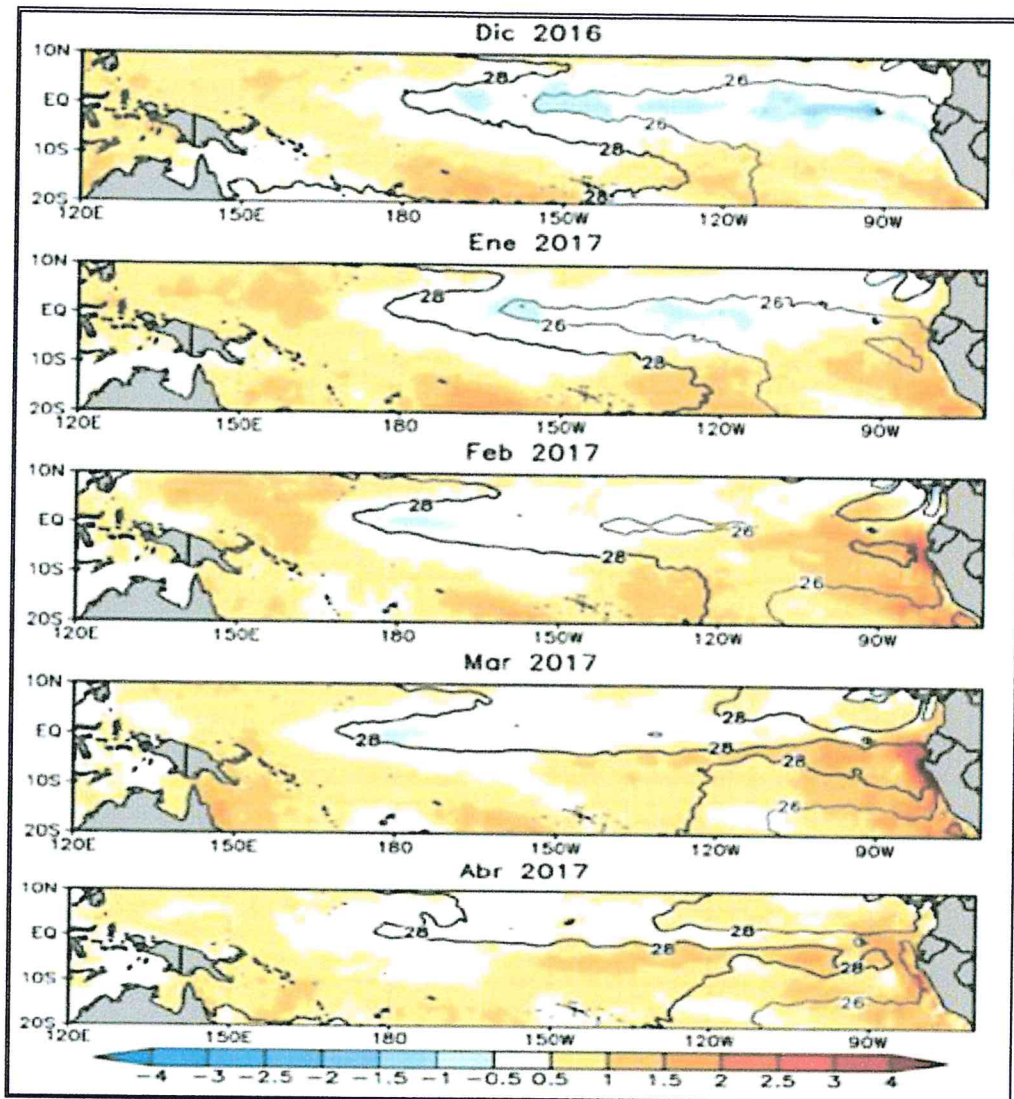 Dic 2016
10N
28
26
EQ
26
10S
28
20S
28
120E 150E 180 150W 120W 90W
Ene 2017
10N
28
26
EQ
26
10S
28
20S
120E 150E 180 150W 120W 90W
Feb 2017
10N
28
EQ
26
28
10S
26
20S
120E 150E 180 150W 120W 90W
Mar 2017
10N
28
EQ
28
28
10S
28
26
20S
120E 150E 180 150W 120W 90W
Abr 2017
10N
28
28
EQ
28
28
10S
26
20S
120E 150E 180 150W 120W 90W
-4 -3 -2.5 -2 -1.5 -1 -0.5 0.5 1 1.5 2 2.5 3 4